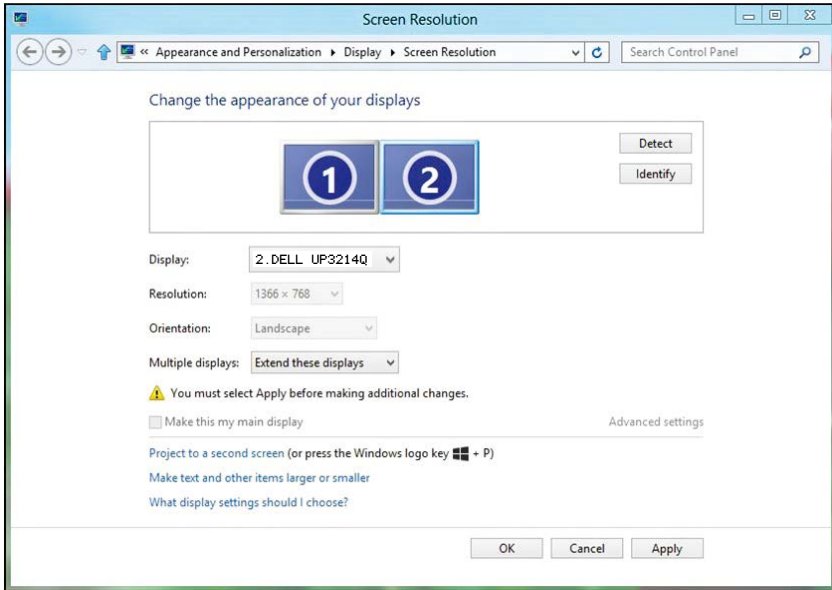 Screen Resolution
« Appearance and Personalization ▸ Display ▸ Screen Resolution Search Control Panel
Change the appearance of your displays
1 2
Detect
Identify
Display: 2.DELL UP3214Q
Resolution: 1366 × 768
Orientation: Landscape
Multiple displays: Extend these displays
You must select Apply before making additional changes.
Make this my main display Advanced settings
Project to a second screen (or press the Windows logo key + P)
Make text and other items larger or smaller
What display settings should I choose?
OK Cancel Apply